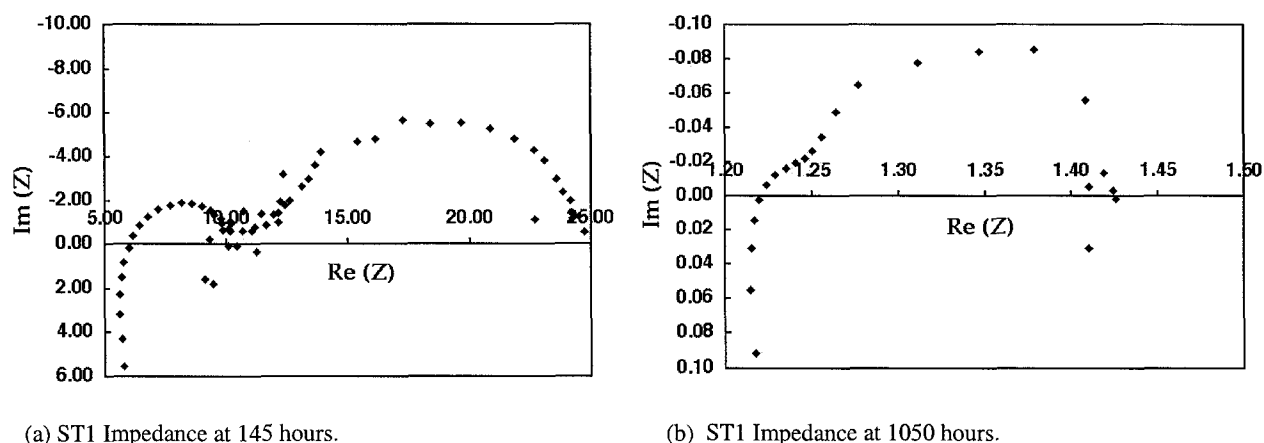 -10.00
-8.00
-6.00
-4.00
-2.00
0.00
2.00
4.00
6.00
5.00 10.00 15.00 20.00 25.00
Im (Z)
Re (Z)
(a) ST1 Impedance at 145 hours.
-0.10
-0.08
-0.06
-0.04
-0.02
0.00
0.02
0.04
0.06
0.08
0.10
1.20 1.25 1.30 1.35 1.40 1.45 1.50
Im (Z)
Re (Z)
(b) ST1 Impedance at 1050 hours.